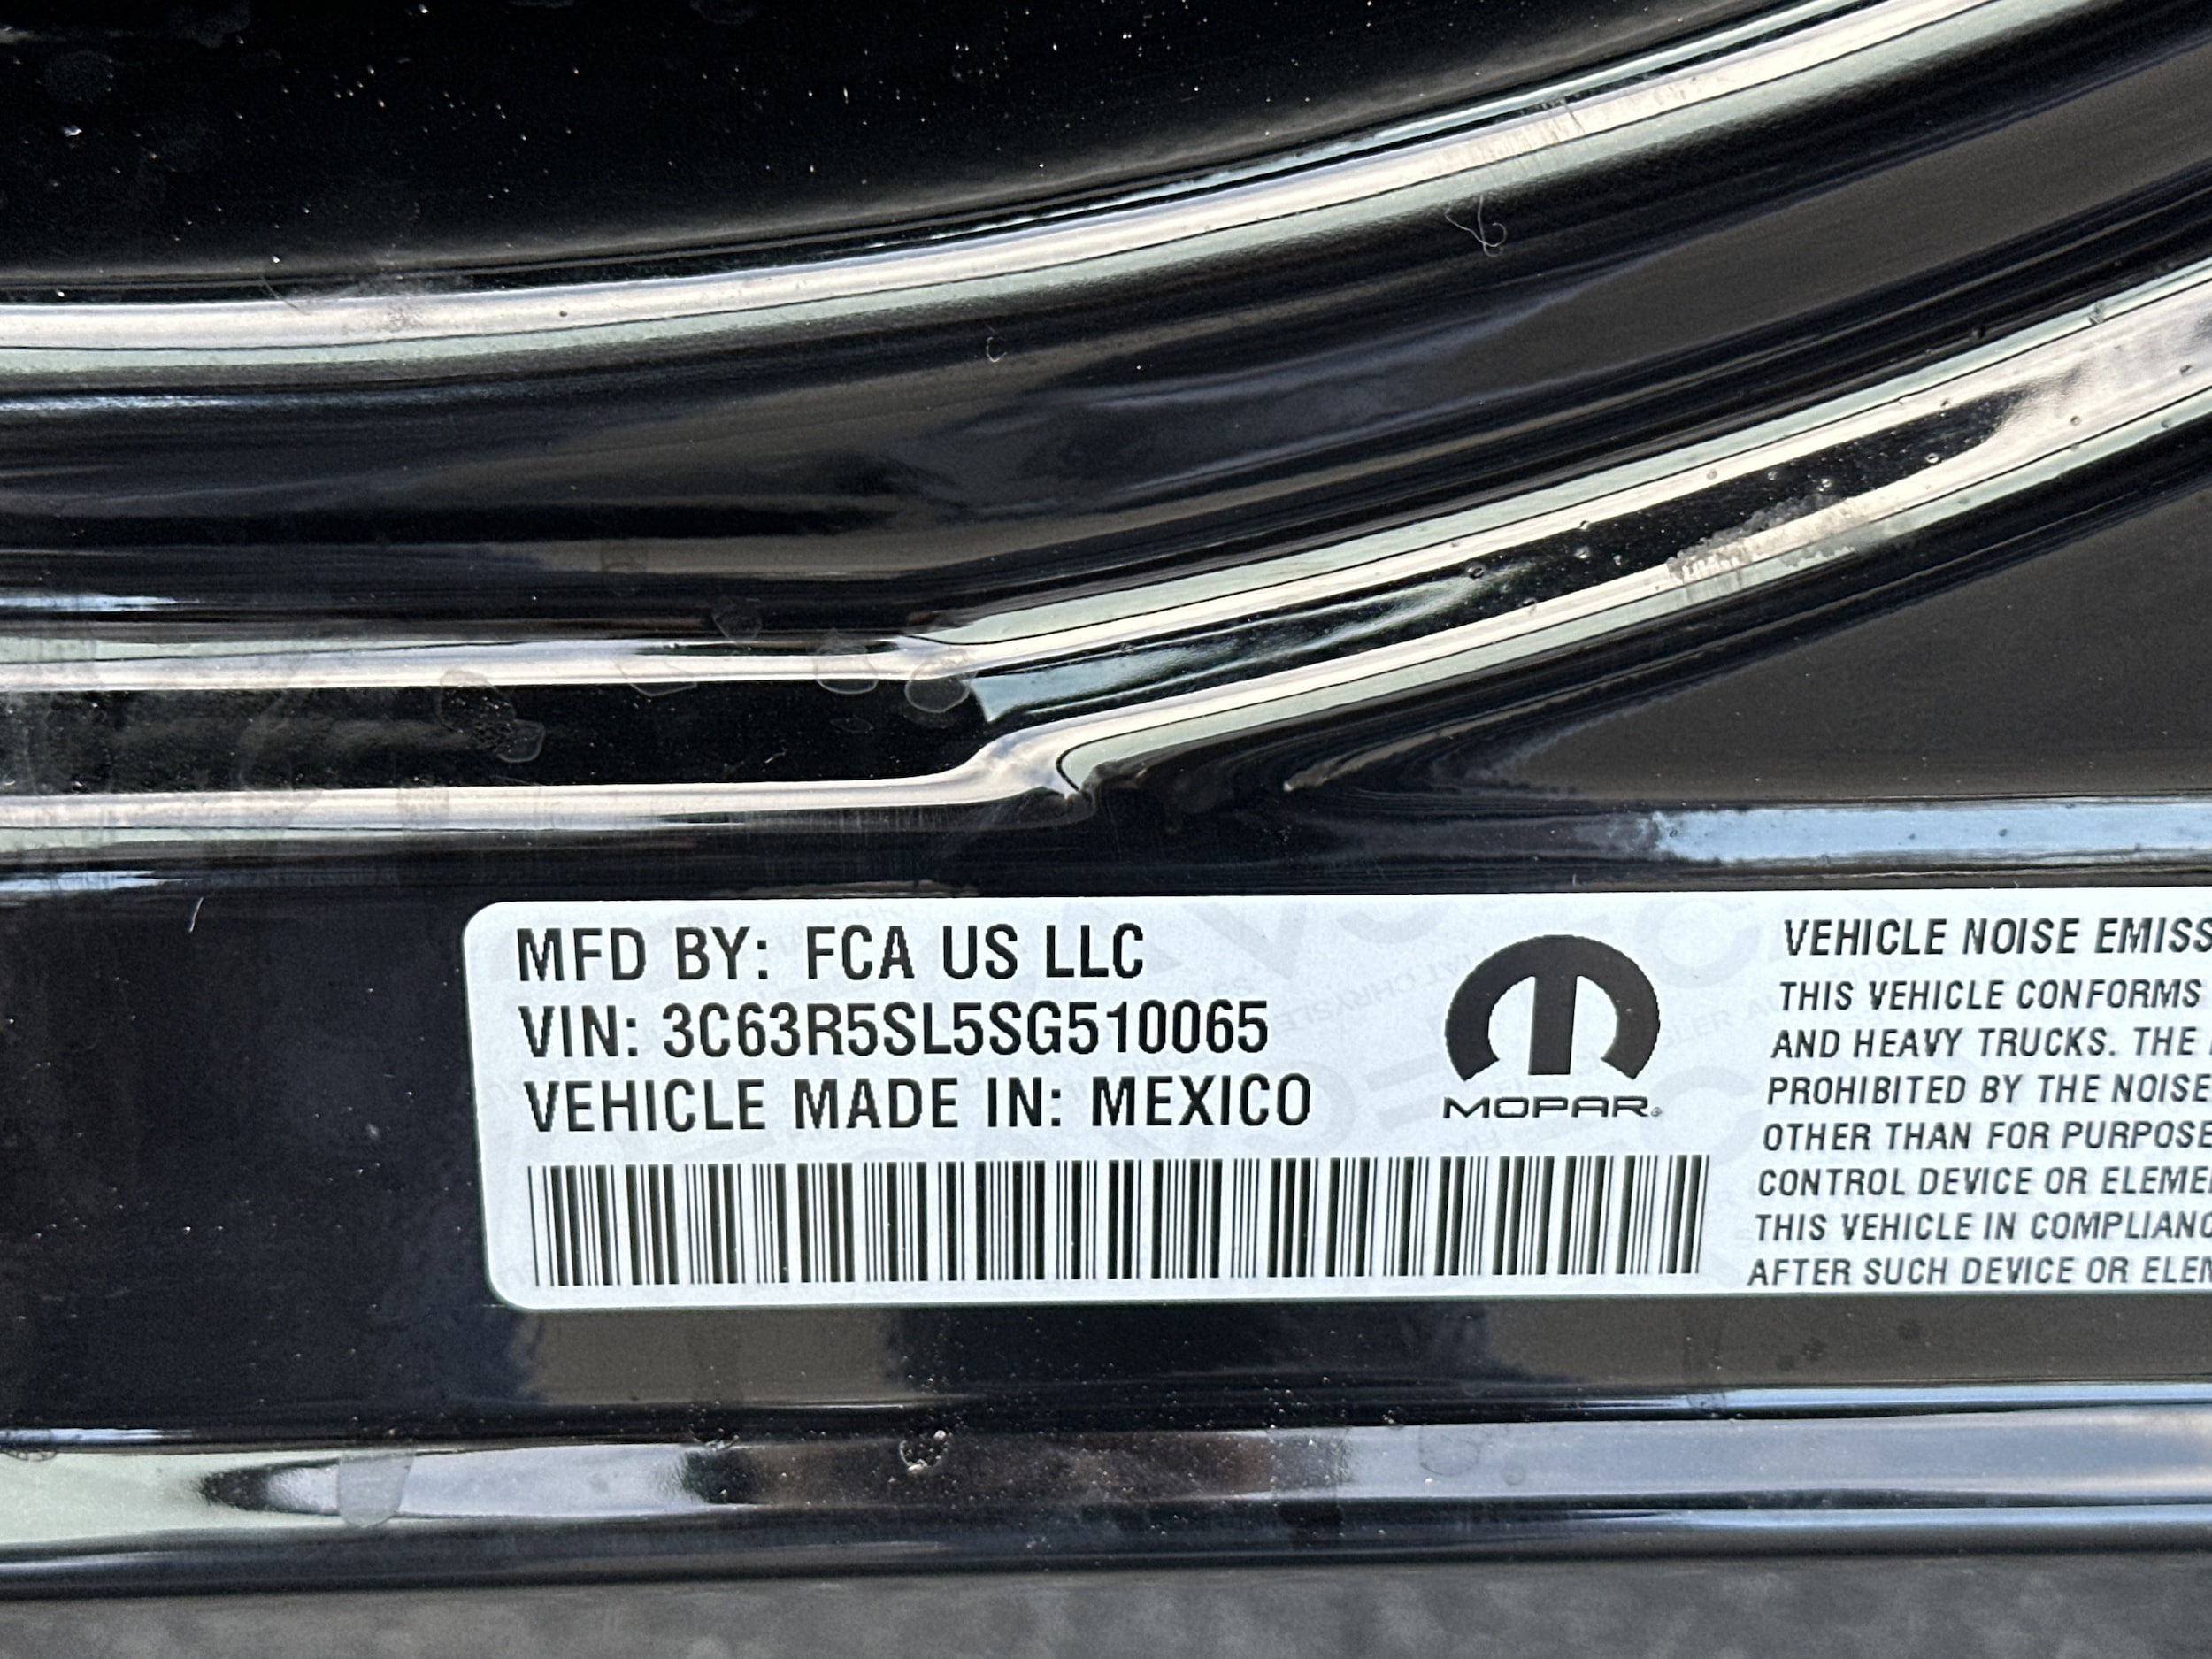 MFD BY: FCA US LLC
VIN: 3C63R5SL5SG510065
VEHICLE MADE IN: MEXICO
MOPAR®
VEHICLE NOISE EMISS
THIS VEHICLE CONFORMS
AND HEAVY TRUCKS. THE
PROHIBITED BY THE NOISE
OTHER THAN FOR PURPOSE
CONTROL DEVICE OR ELEME
THIS VEHICLE IN COMPLIANC
AFTER SUCH DEVICE OR ELEM